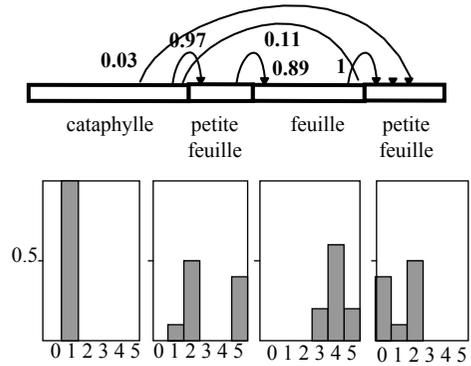 0.97 0.11
0.03 0.89 1
cataphylle petite feuille petite
feuille feuille
0.5
0 1 2 3 4 5 0 1 2 3 4 5 0 1 2 3 4 5 0 1 2 3 4 5